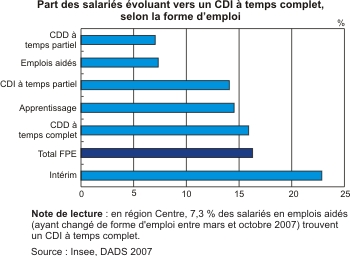 Part des salariés évoluant vers un CDI à temps complet,
selon la forme d'emploi
%
CDD à
temps partiel
Emplois aidés
CDI à temps partiel
Apprentissage
CDD à
temps complet
Total FPE
Intérim
0 5 10 15 20 25
Note de lecture : en région Centre, 7,3 % des salariés en emplois aidés
(ayant changé de forme d'emploi entre mars et octobre 2007) trouvent
un CDI à temps complet.
Source : Insee, DADS 2007